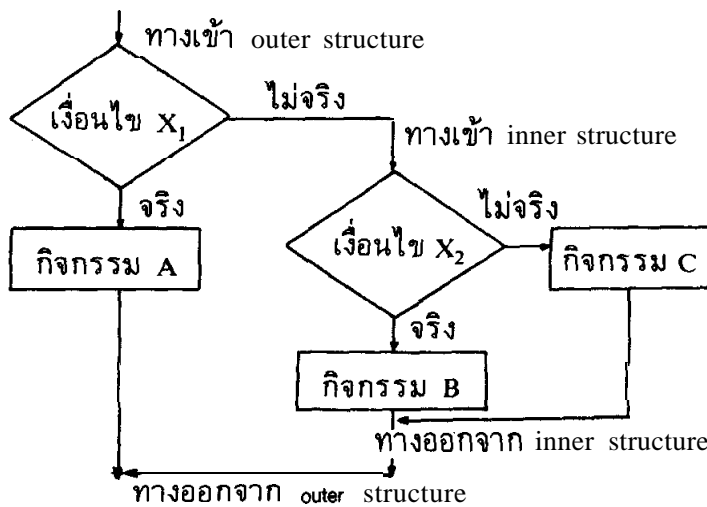 ทางเข้า outer structure
เงื่อนไข X1
ไม่จริง
ทางเข้า inner structure
จริง
เงื่อนไข X2
ไม่จริง
กิจกรรม A
กิจกรรม C
จริง
กิจกรรม B
ทางออกจาก inner structure
ทางออกจาก outer structure